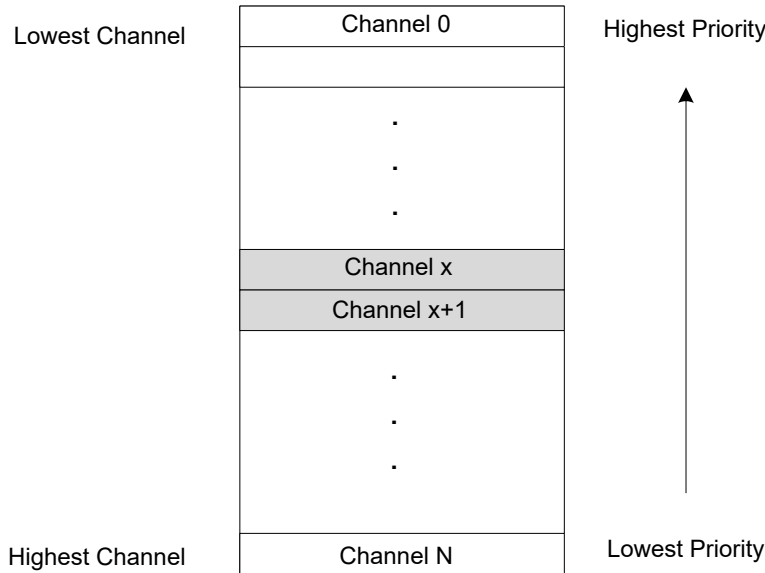 Lowest Channel Channel 0 Highest Priority
.
.
.
Channel x
Channel x+1
.
.
.
Highest Channel Channel N Lowest Priority